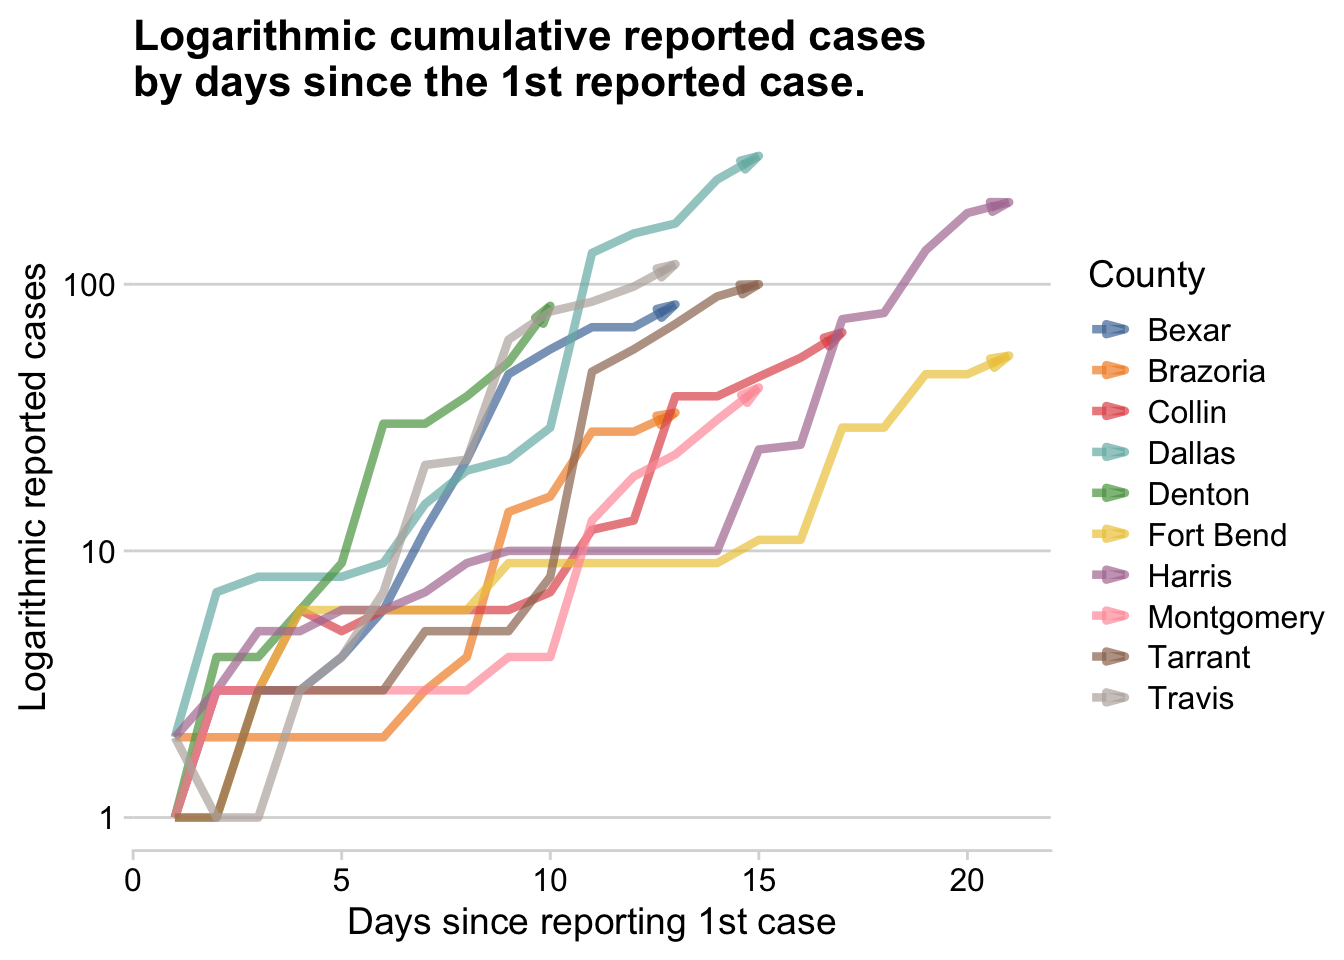 Logarithmic cumulative reported cases
by days since the 1st reported case.
Logarithmic reported cases
100
10
1
0
5
10
15
20
Days since reporting 1st case
County
Bexar
Brazoria
Collin
Dallas
Denton
Fort Bend
Harris
Montgomery
Tarrant
Travis